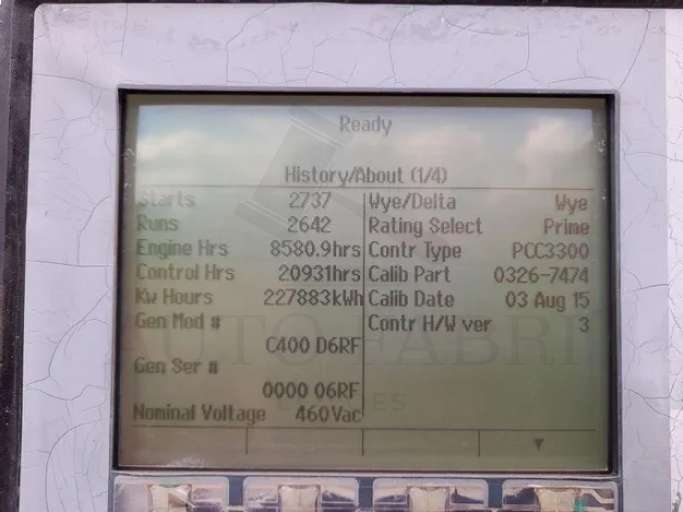 Ready
History/About (1/4)
Starts 2737
Runs 2642
Engine Hrs 8580.9hrs
Control Hrs 20931hrs
Kw Hours 227883kWh
Gen Mod #
C400 D6RF
Gen Ser #
0000 06RF
Nominal Voltage 460Vac
Wye/Delta Wye
Rating Select Prime
Contr Type PCC3300
Calib Part 0326-7474
Calib Date 03 Aug 15
Contr H/W ver 3
AUTO FABRI